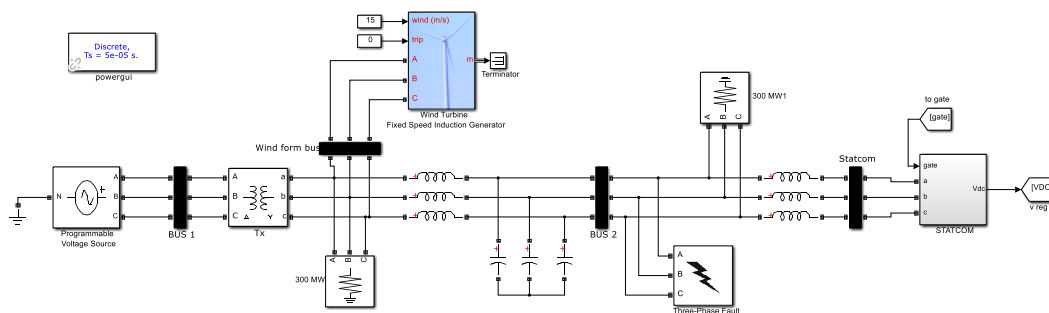 15
wind (m/s)
0
trip
A
B
C
m
Terminator
Wind Turbine
Fixed Speed Induction Generator
Discrete,
Ts = 5e-05 s.
powergui
Wind form bus
300 MW1
A B C
to gate
[gate]
Statcom
gate
a
b
c
Vdc
[VDC
v reg
STATCOM
N
+
A
B
C
Programmable
Voltage Source
BUS 1
A
B
C
a
b
c
Δ Y
Tx
+
+
+
A B C
300 MW
+
+
+
BUS 2
A
B
C
Three-Phase Fault
+
+
+